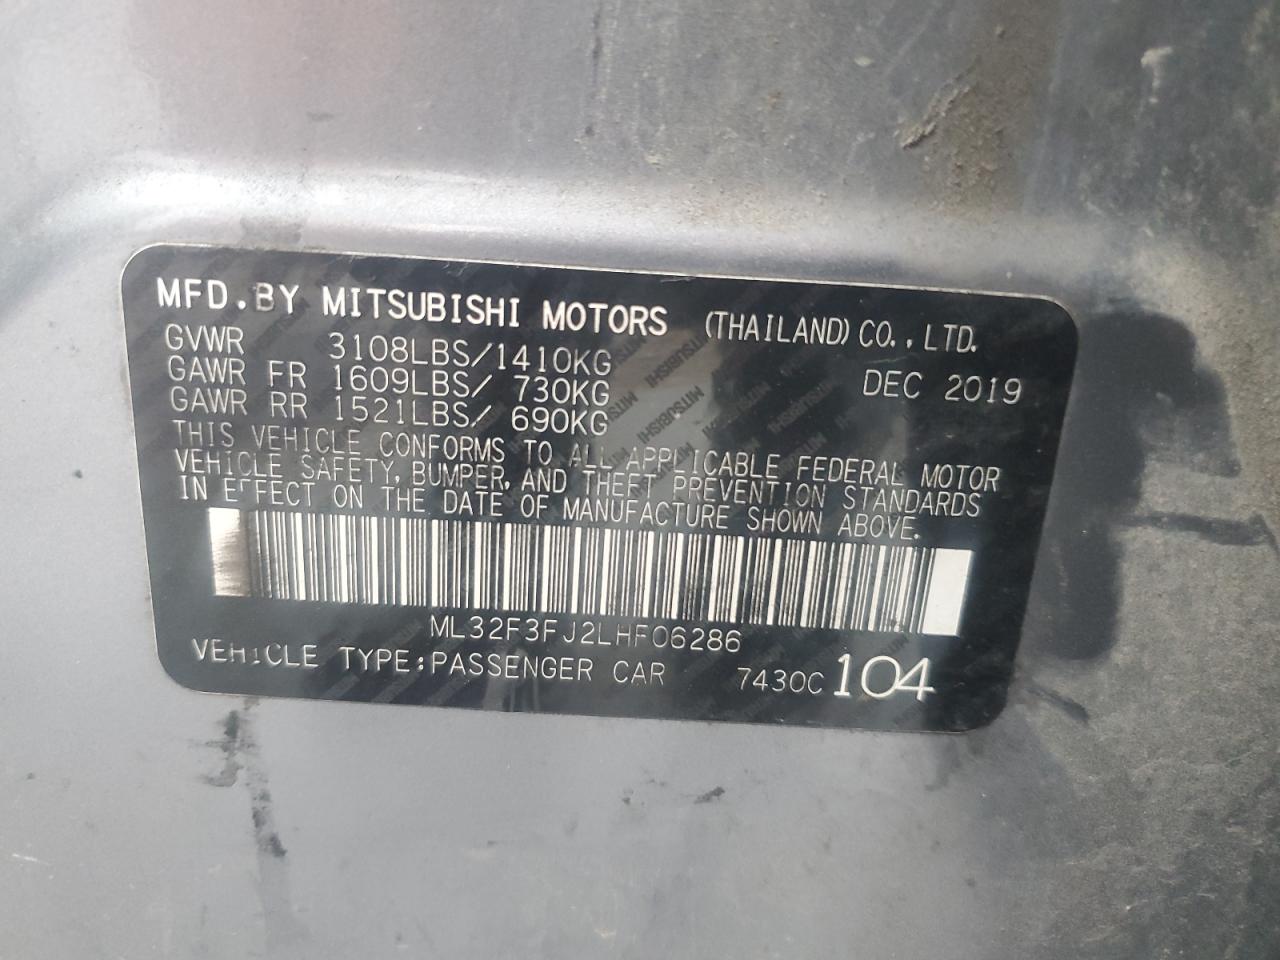 MFD.BY MITSUBISHI MOTORS (THAILAND) CO.,LTD.
GVWR 3108LBS/1410KG DEC 2019
GAWR FR 1609LBS/ 730KG
GAWR RR 1521LBS/ 690KG
THIS VEHICLE CONFORMS TO ALL APPLICABLE FEDERAL MOTOR
VEHICLE SAFETY, BUMPER, AND THEFT PREVENTION STANDARDS
IN EFFECT ON THE DATE OF MANUFACTURE SHOWN ABOVE.
ML32F3FJ2LHF06286
VEHICLE TYPE:PASSENGER CAR 7430C 104